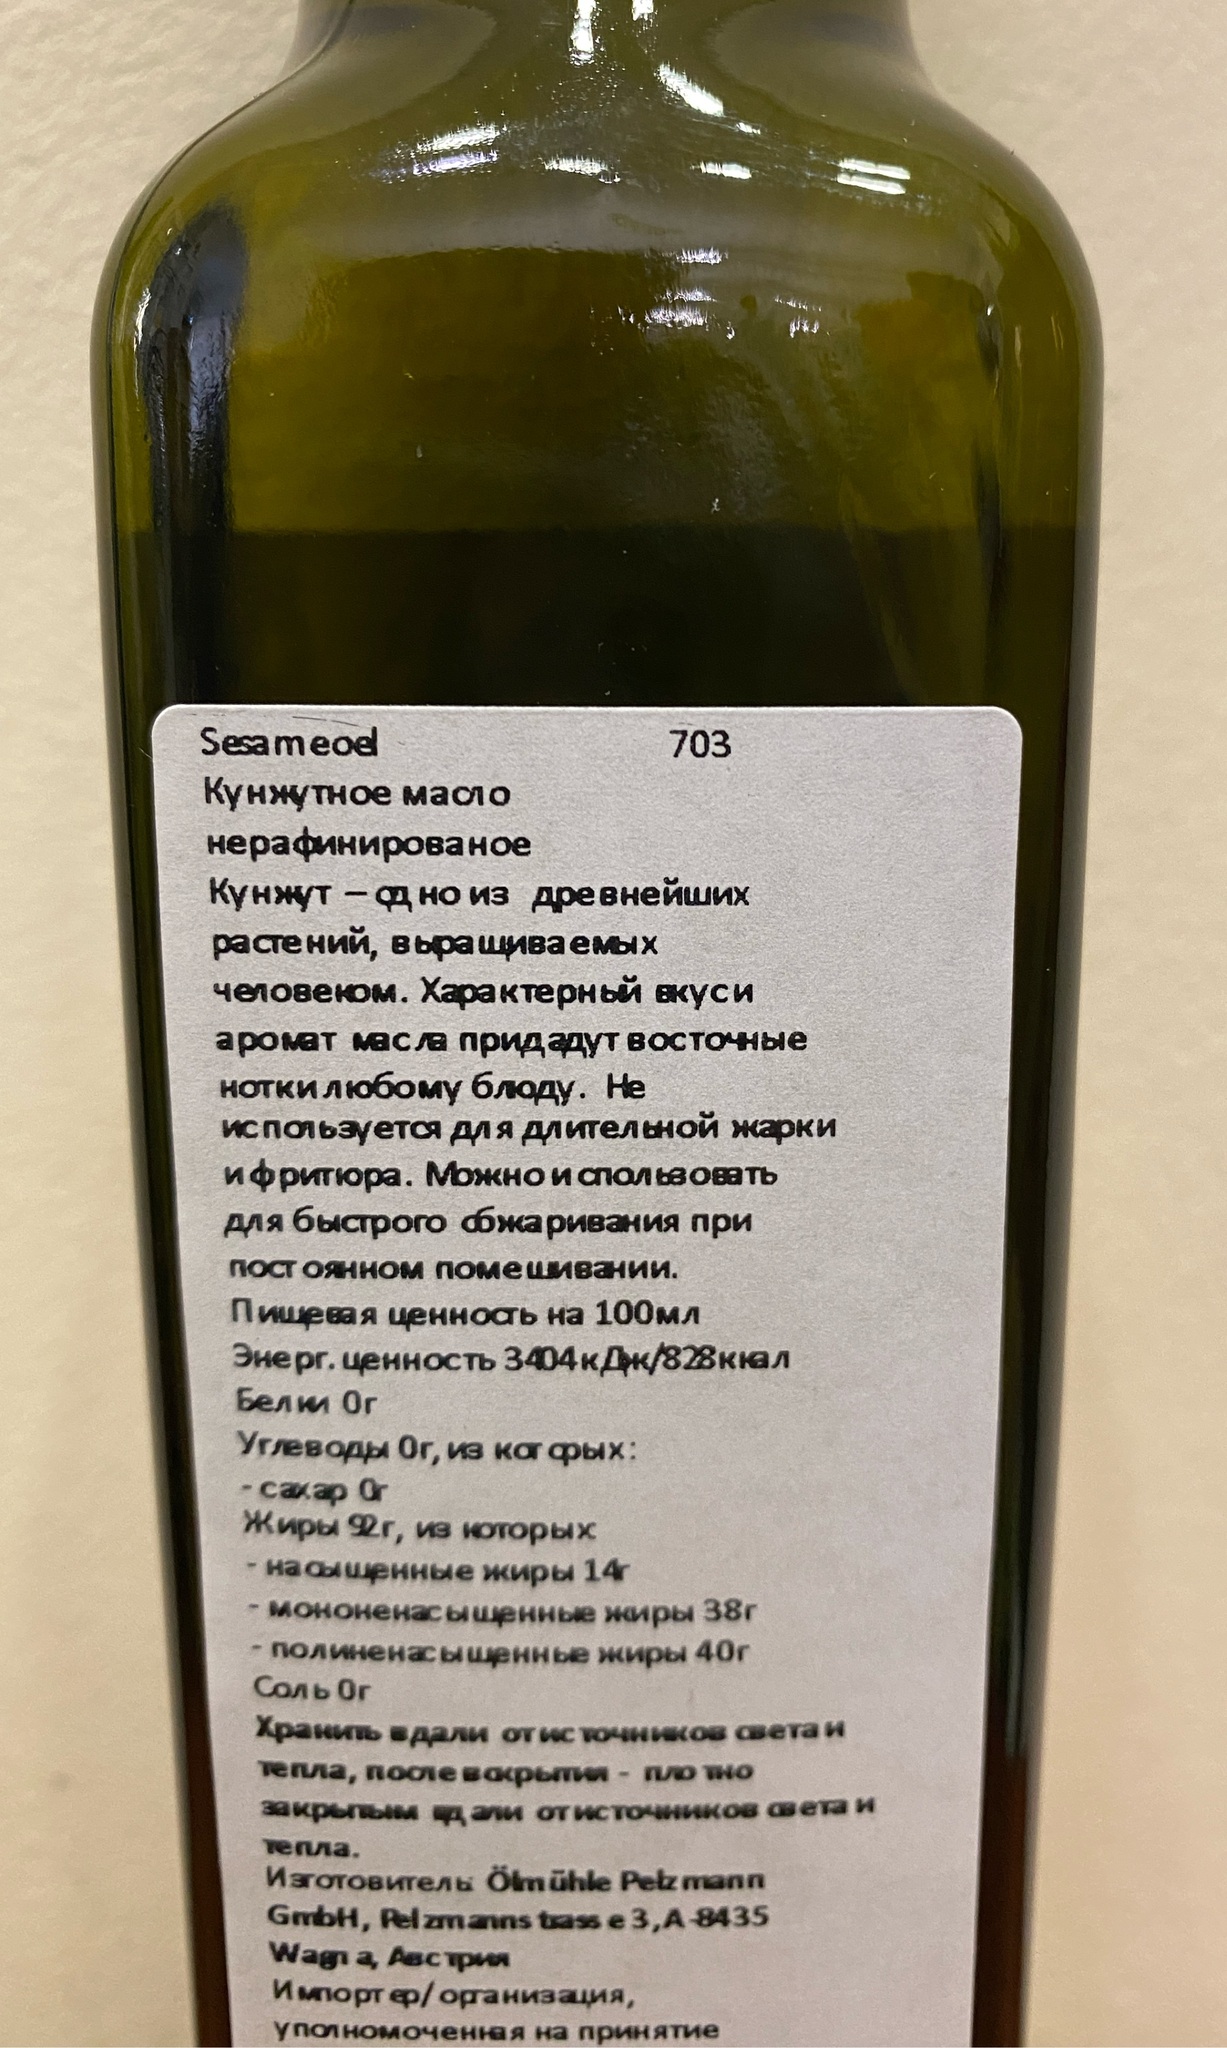 Sesameoel 703
Кунжутное масло
нерафинированое
Кунжут – одно из древнейших
растений, выращиваемых
человеком. Характерный вкус и
аромат масла придадут восточные
нотки любому блюду. Не
используется для длительной жарки
и фритюра. Можно использовать
для быстрого обжаривания при
постоянном помешивании.
Пищевая ценность на 100мл
Энерг. ценность 3404кДж/828ккал
Белки 0г
Углеводы 0г, из которых:
- сахар 0г
Жиры 92г, из которых
- насыщенные жиры 14г
- мононенасыщенные жиры 38г
- полиненасыщенные жиры 40г
Соль 0г
Хранить вдали от источников света и
тепла, после вскрытия - плотно
закрытым вдали от источников света и
тепла.
Изготовитель: Ölmühle Pelzmann
GmbH, Pelzmannstrasse 3, A-8435
Wagna, Австрия
Импортер/организация,
уполномоченная на принятие